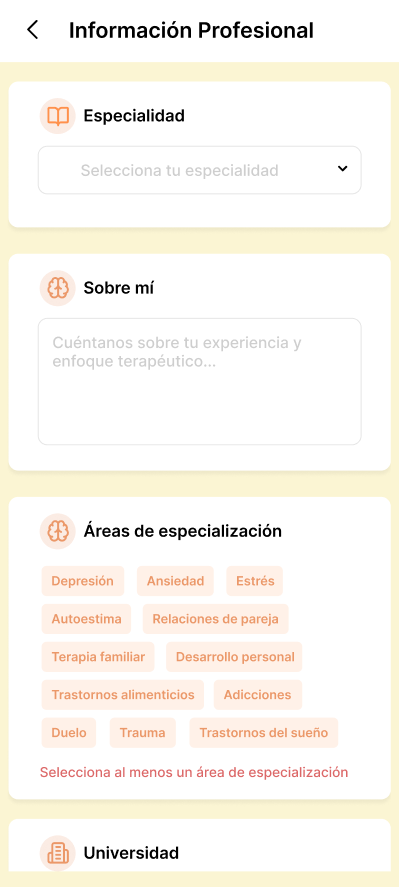 Información Profesional
Especialidad
Selecciona tu especialidad
Sobre mí
Cuéntanos sobre tu experiencia y
enfoque terapéutico...
Áreas de especialización
Depresión Ansiedad Estrés
Autoestima Relaciones de pareja
Terapia familiar Desarrollo personal
Trastornos alimenticios Adicciones
Duelo Trauma Trastornos del sueño
Selecciona al menos un área de especialización
Universidad